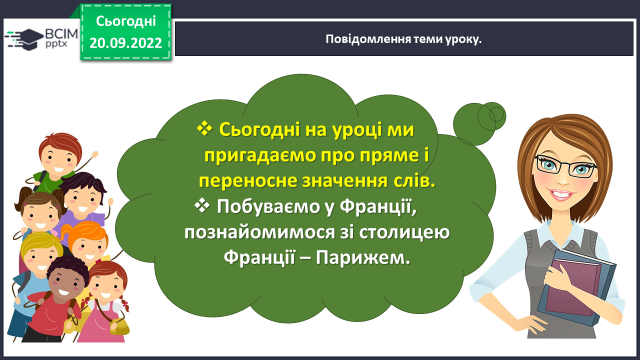 Сьогодні
20.09.2022
BCIM
pptx
Повідомлення теми уроку.
❖ Сьогодні на уроці ми
пригадаємо про пряме і
переносне значення слів.
❖ Побуваємо у Франції,
познайомимося зі столицею
Франції – Парижем.